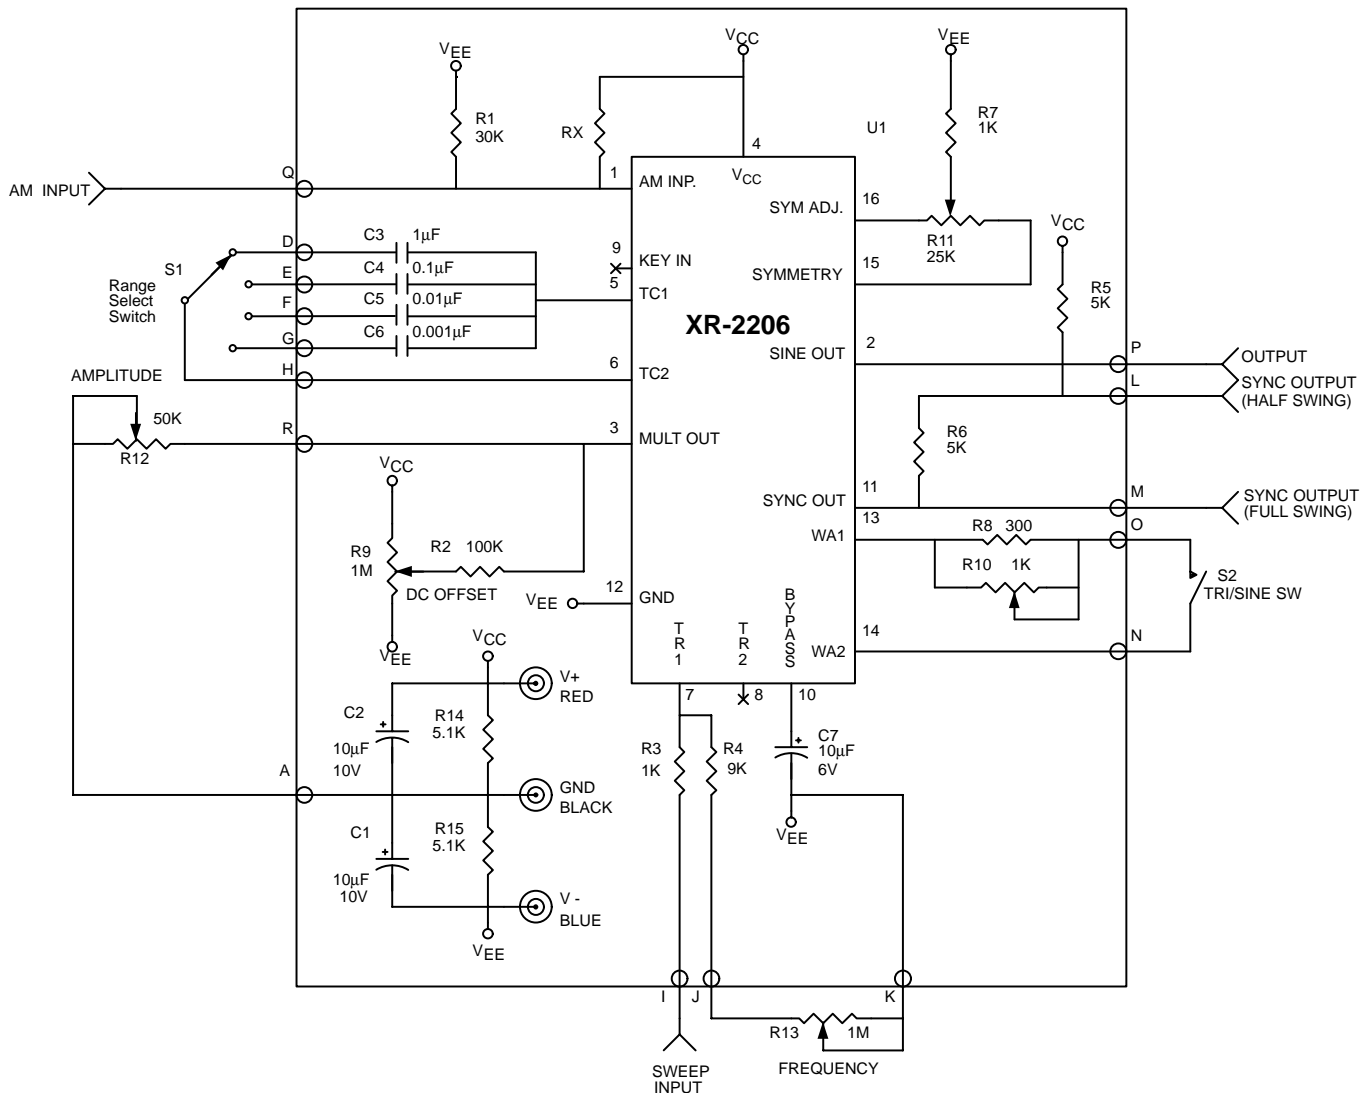 VCC
VEE
VEE
R1
30K
RX
U1
R7
1K
4
Q
1
AM INPUT
AM INP.
VCC
SYM ADJ.
16
R11
25K
VCC
D
C3
1µF
9
KEY IN
S1
E
C4
0.1µF
5
TC1
SYMMETRY
15
Range
Select
Switch
F
C5
0.01µF
R5
5K
G
C6
0.001µF
XR-2206
SINE OUT
2
P
OUTPUT
H
6
TC2
L
SYNC OUTPUT
(HALF SWING)
AMPLITUDE
50K
R12
R
3
MULT OUT
R6
5K
VCC
SYNC OUT
11
M
SYNC OUTPUT
(FULL SWING)
13
WA1
R8
300
O
R9
1M
R2
100K
R10
1K
DC OFFSET
S2
TRI/SINE SW
VEE
12
GND
BYPASS
TR1
TR2
14
WA2
N
VEE
VCC
V+
RED
7
8
10
C2
10µF
10V
R14
5.1K
R3
1K
R4
9K
C7
10µF
6V
A
GND
BLACK
C1
10µF
10V
R15
5.1K
VEE
V -
BLUE
VEE
I
J
K
R13
1M
SWEEP
INPUT
FREQUENCY